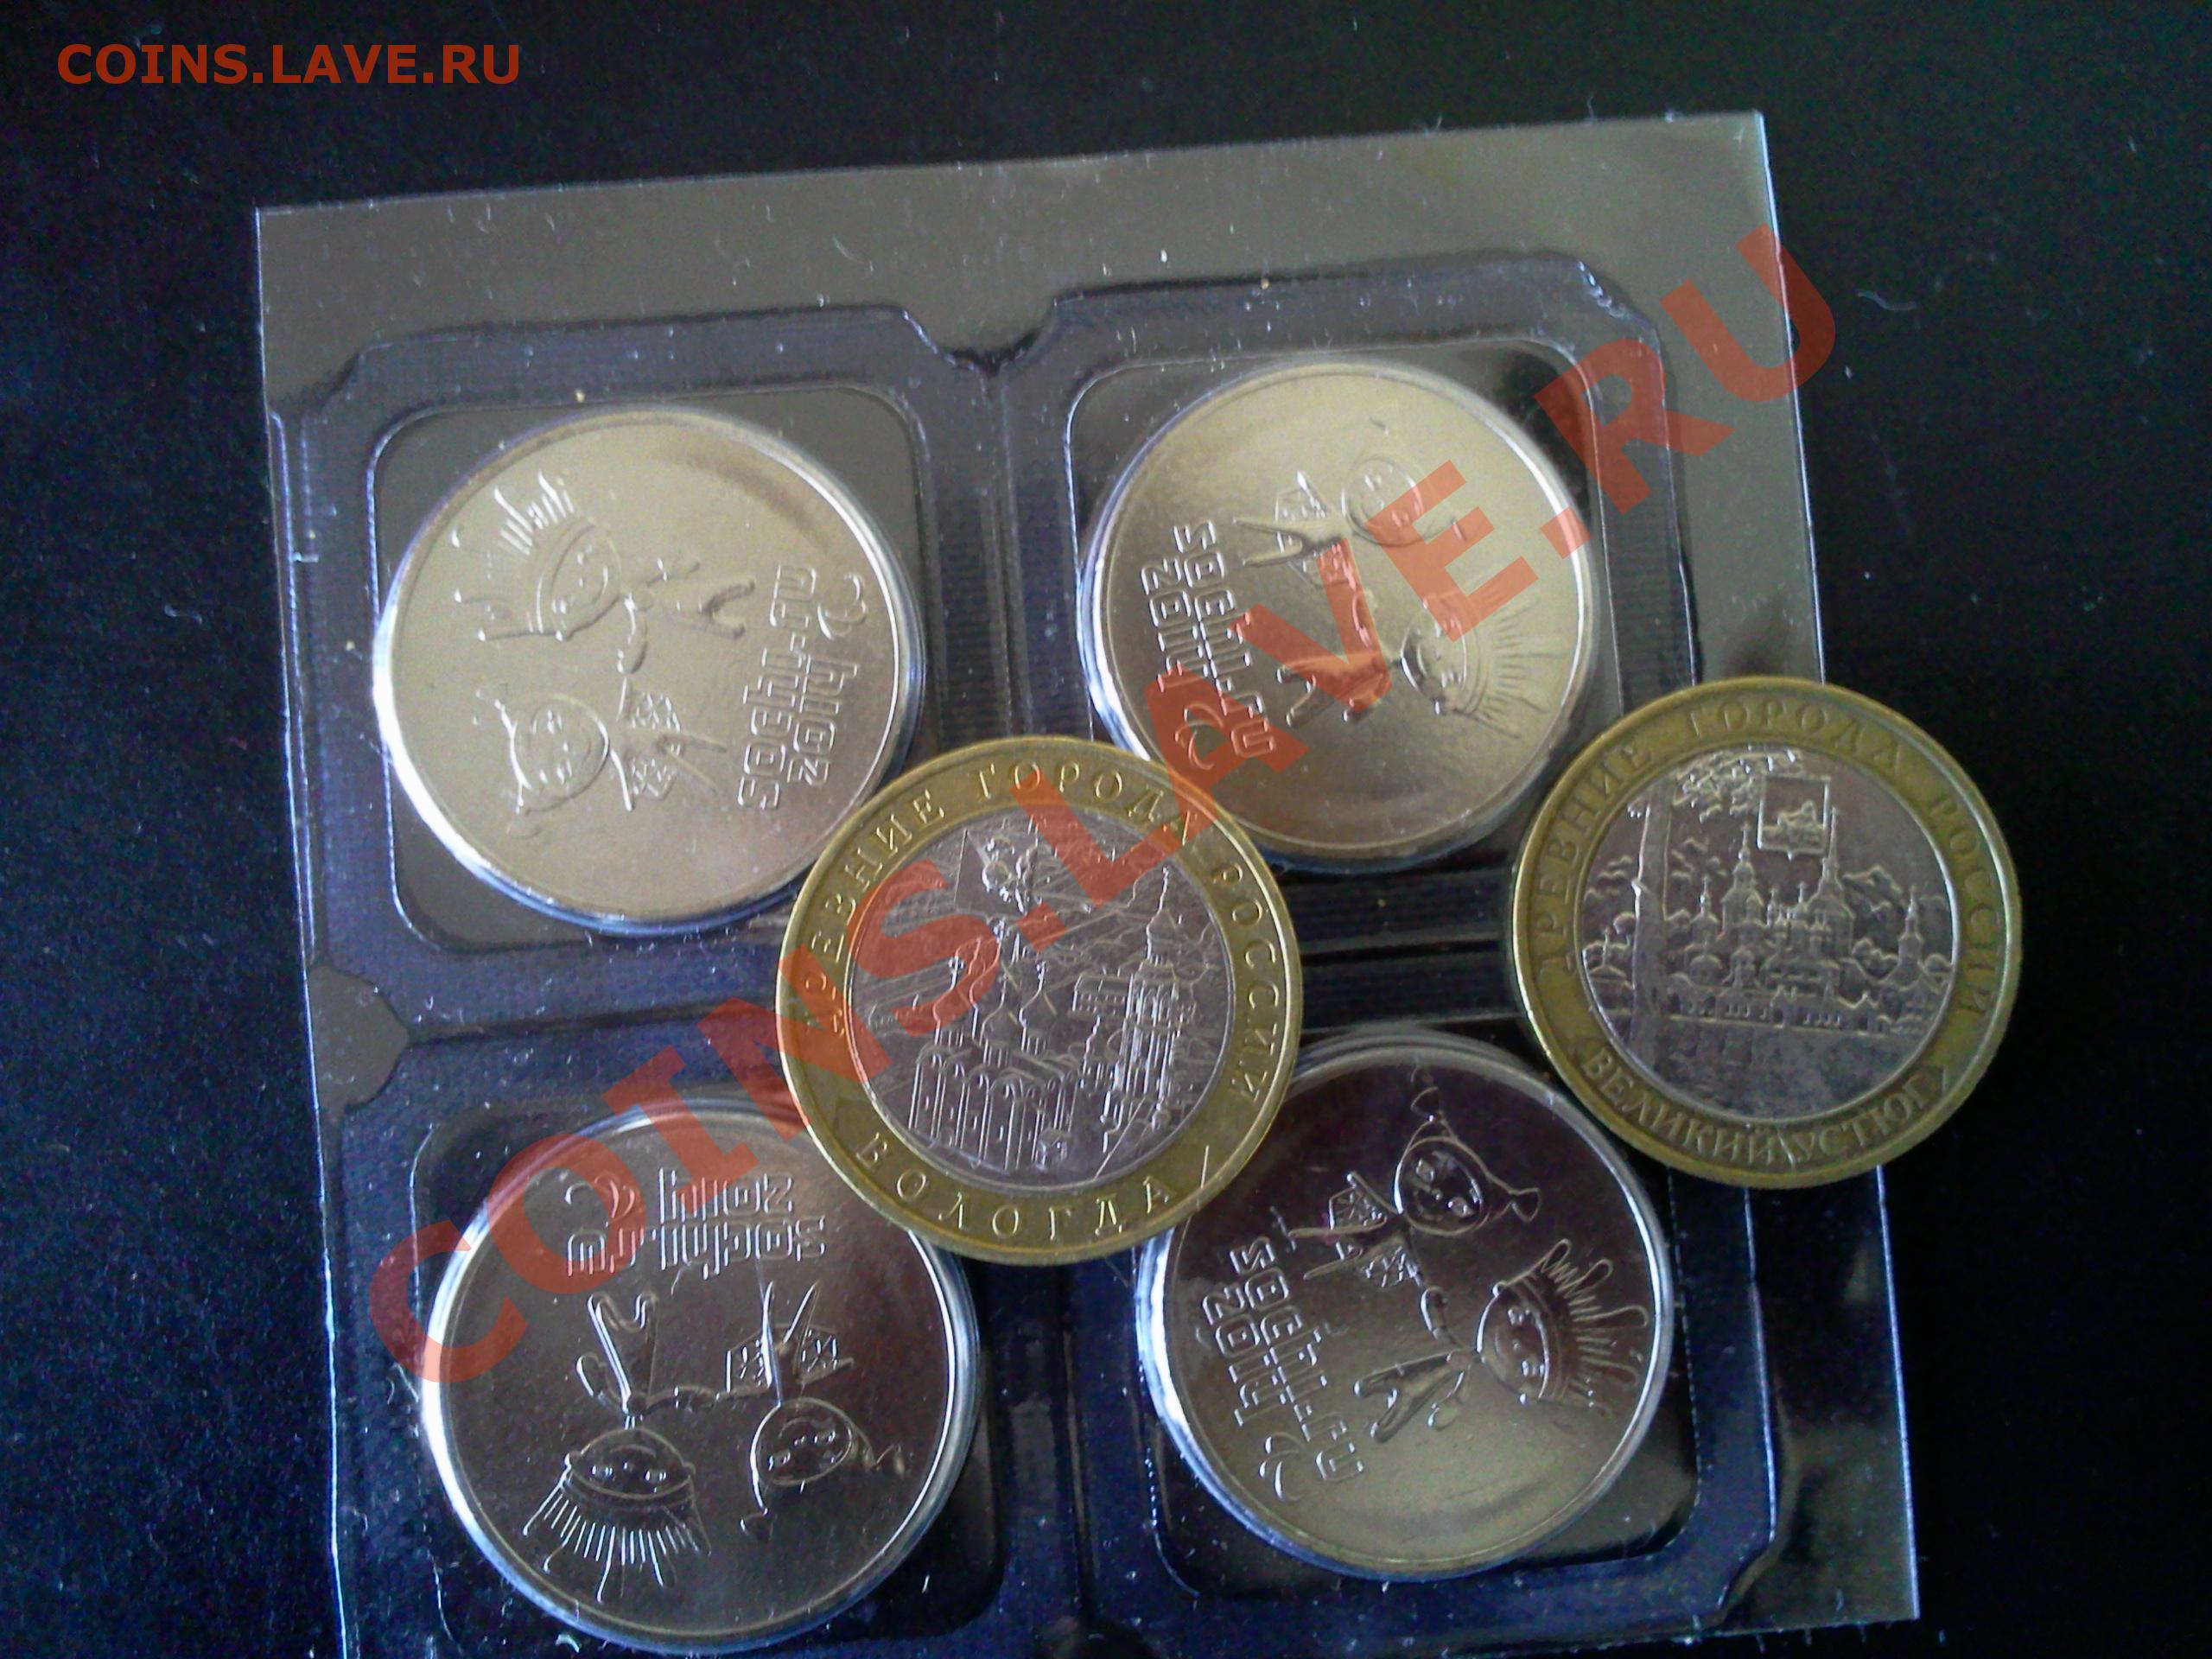 COINS.LAVE.RU
COINS.LAVE.RU
sochi.ru
2014
sochi.ru
2014
ДРЕВНИЕ ГОРОДА РОССИИ
ВОЛОГДА
ДРЕВНИЕ ГОРОДА РОССИИ
ВЕЛИКИЙ УСТЮГ
sochi.ru
2014
sochi.ru
2014